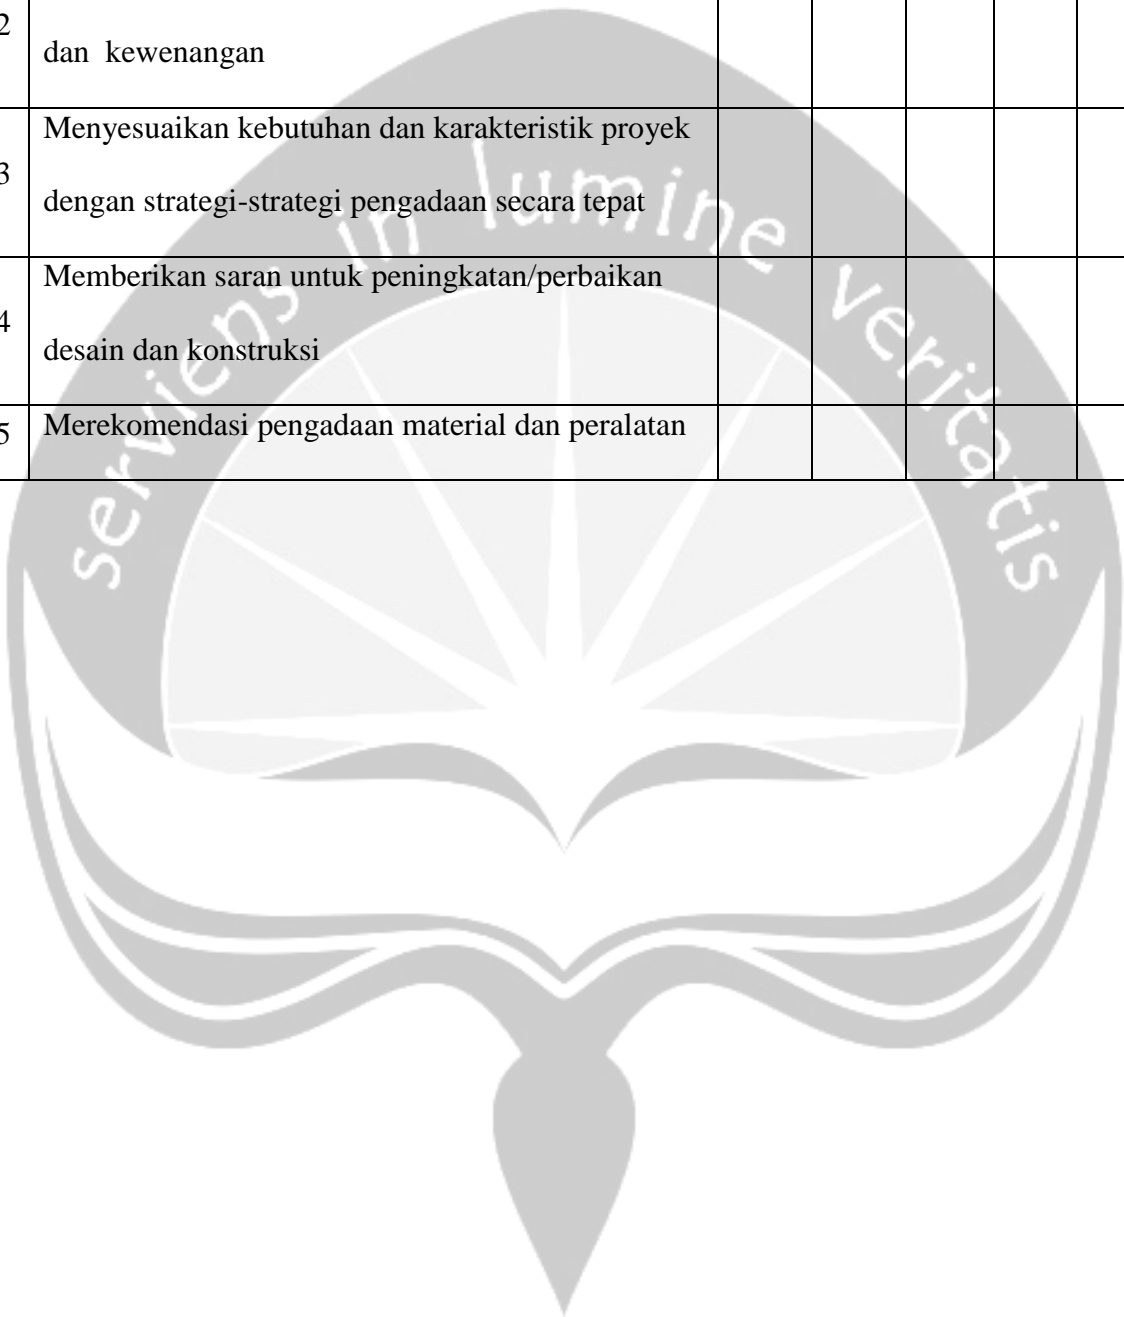 2
dan kewenangan
Menyesuaikan kebutuhan dan karakteristik proyek
3
dengan strategi-strategi pengadaan secara tepat
Memberikan saran untuk peningkatan/perbaikan
4
desain dan konstruksi
5 Merekomendasi pengadaan material dan peralatan
serviens in lumine veritatis